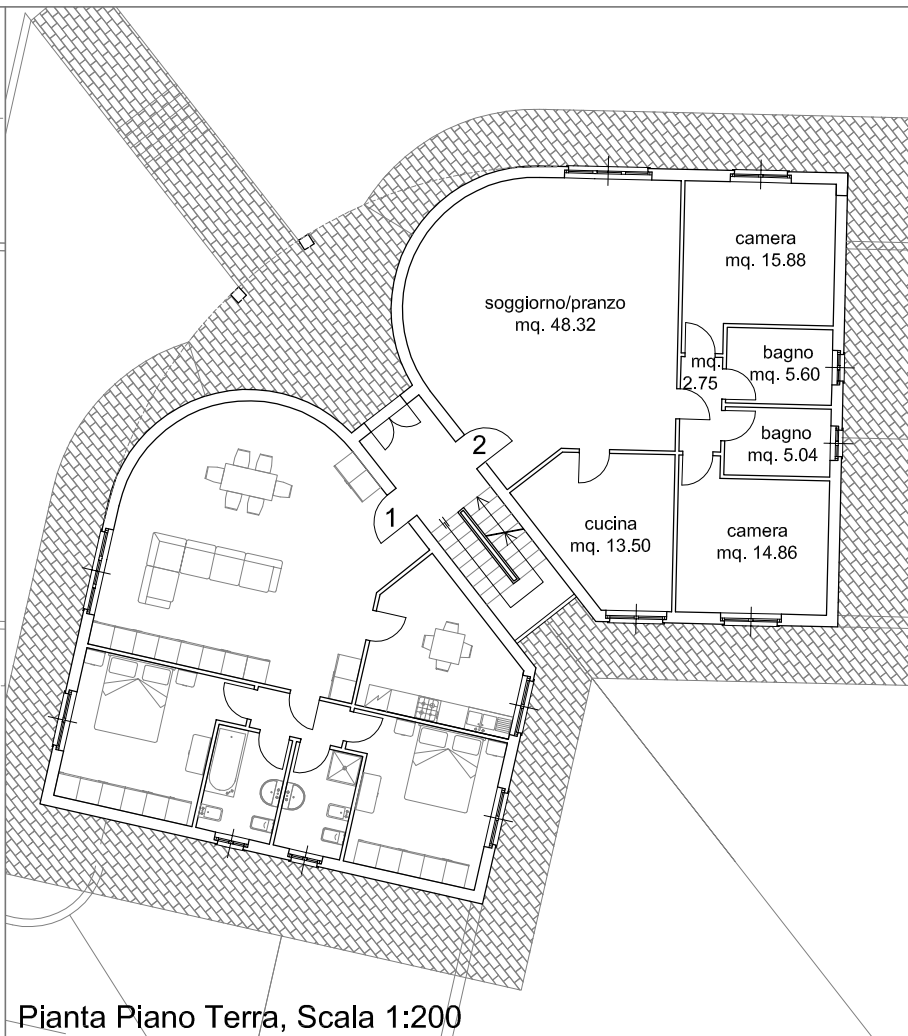 camera
mq. 15.88
soggiorno/pranzo
mq. 48.32
bagno
mq. 5.60
mq.
2.75
bagno
mq. 5.04
2
1
cucina
mq. 13.50
camera
mq. 14.86
Pianta Piano Terra, Scala 1:200